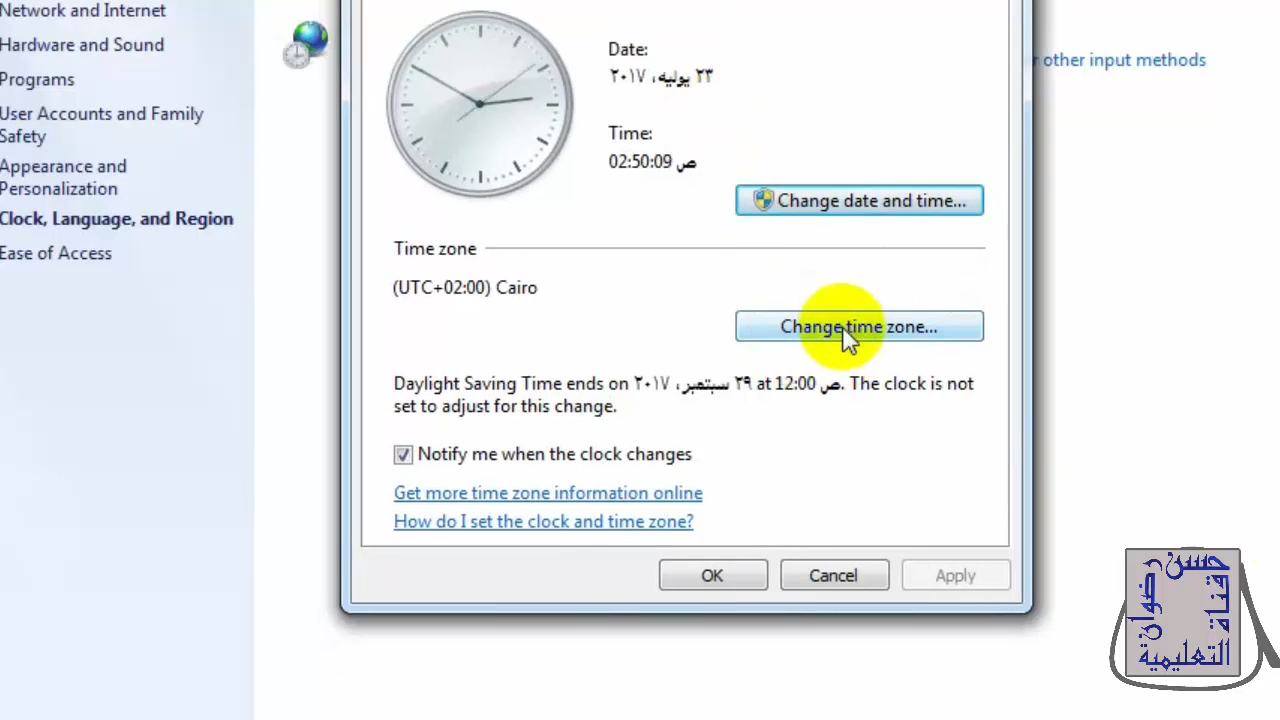 Network and Internet
Hardware and Sound
Programs
User Accounts and Family
Safety
Appearance and
Personalization
Clock, Language, and Region
Ease of Access
other input methods
Date:
٢٣ يوليه، ٢٠١٧
Time:
02:50:09 ص
Change date and time...
Time zone
(UTC+02:00) Cairo
Change time zone...
Daylight Saving Time ends on ٢٩ سبتمبر، ٢٠١٧ at 12:00 ص. The clock is not
set to adjust for this change.
Notify me when the clock changes
Get more time zone information online
How do I set the clock and time zone?
OK
Cancel
Apply
قناة
حسن
رضوان
التعليمية